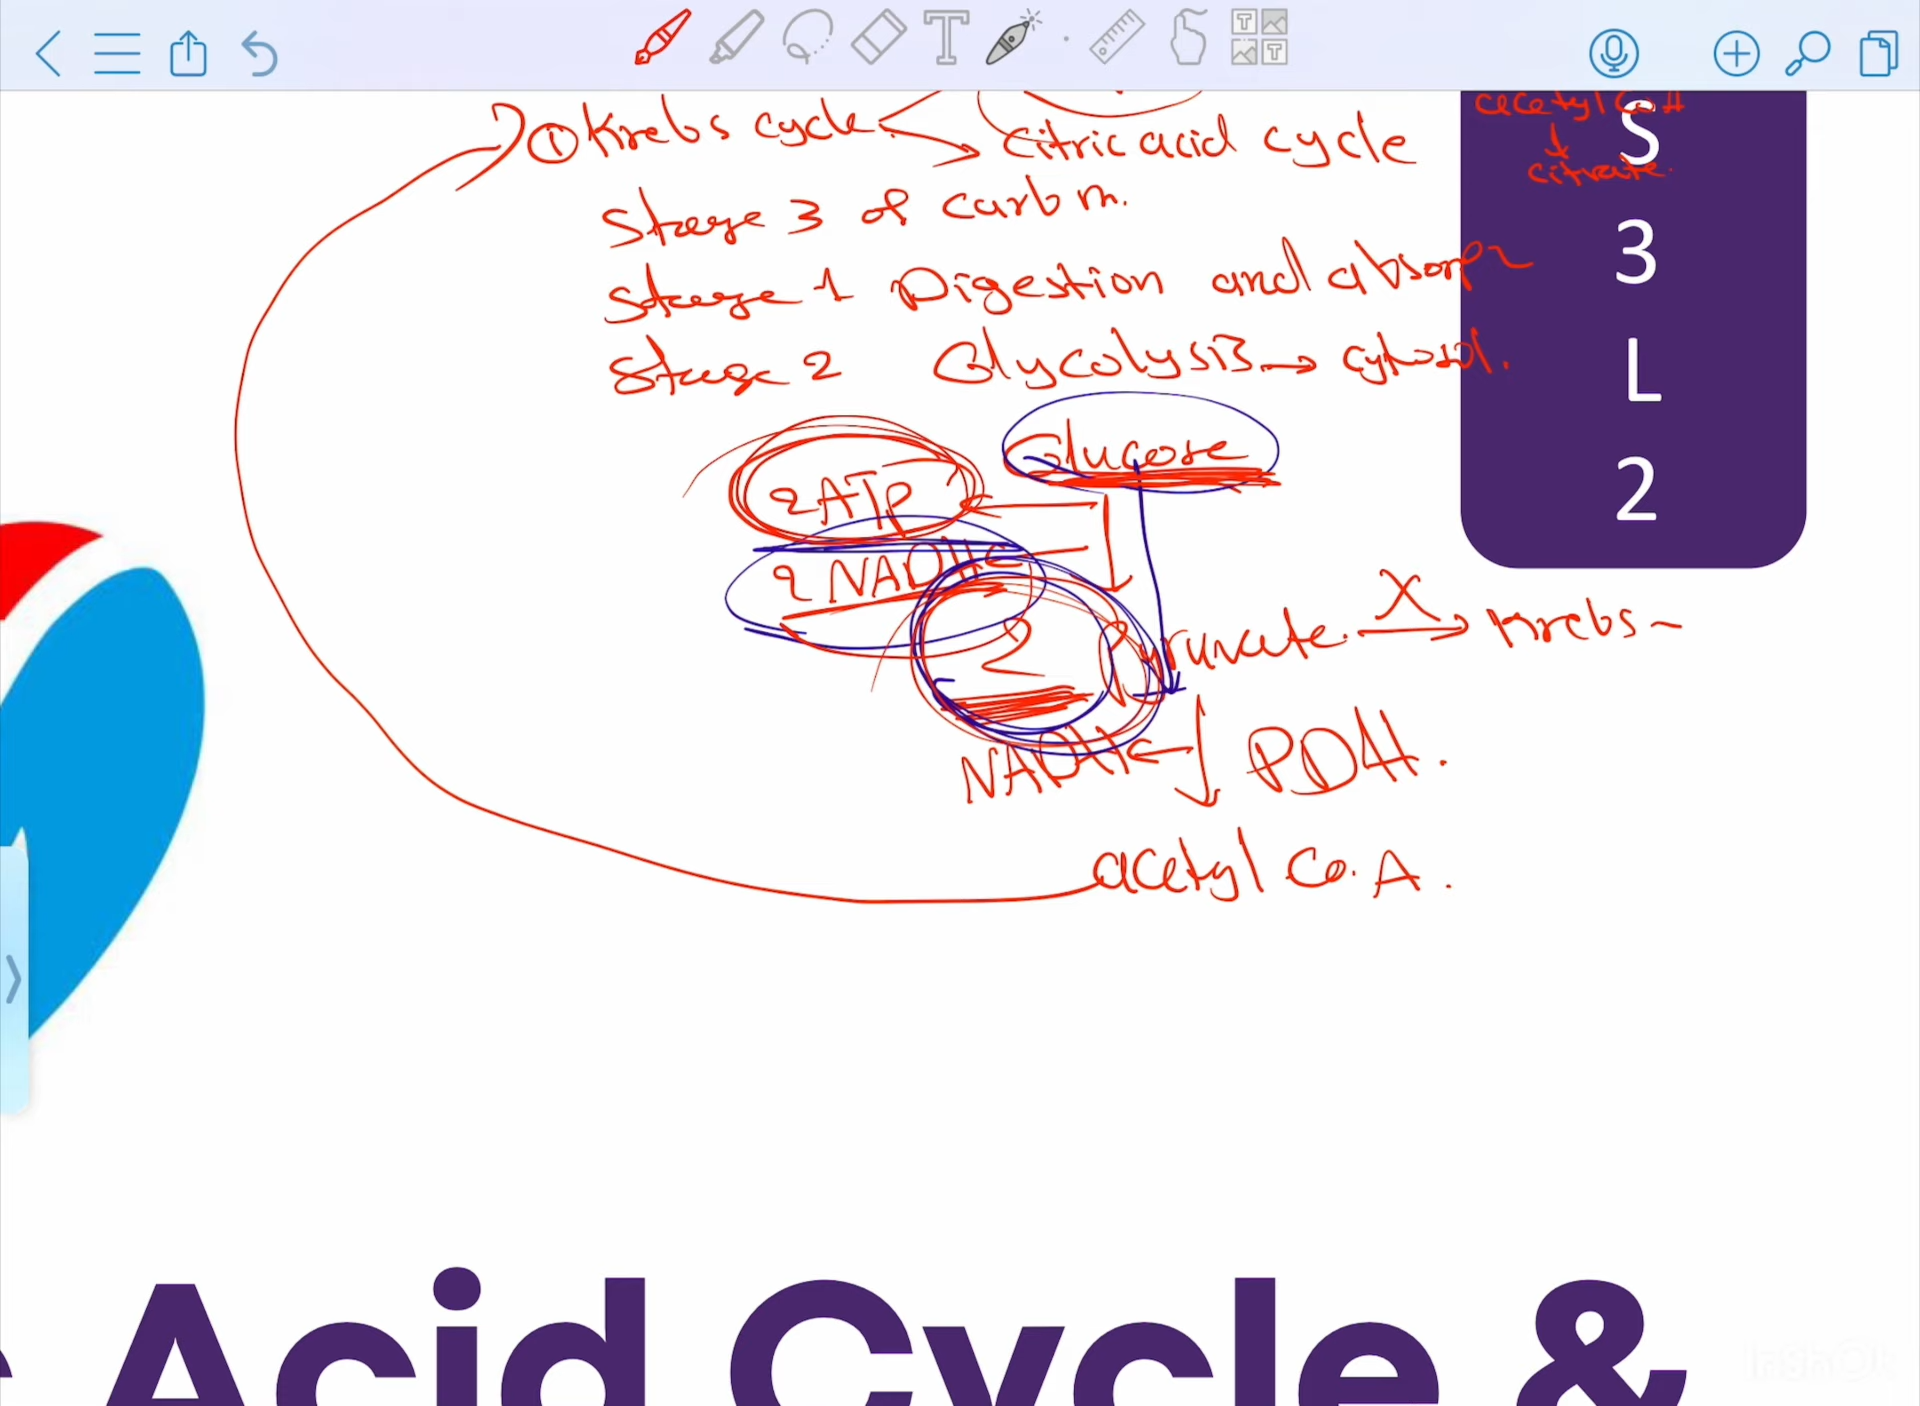 ① Krebs cycle
citric acid cycle
acetyl CoA
citrate.
S
3
L
2
Stage 3 of carb m.
Stage 1 Digestion and absorp
Stage 2 Glycolysis → cytosol.
Glucose
2 ATP
2 NADH
2 Pyruvate. X → Krebs
NADH ← PDH.
acetyl Co. A.
Acid Cycle &